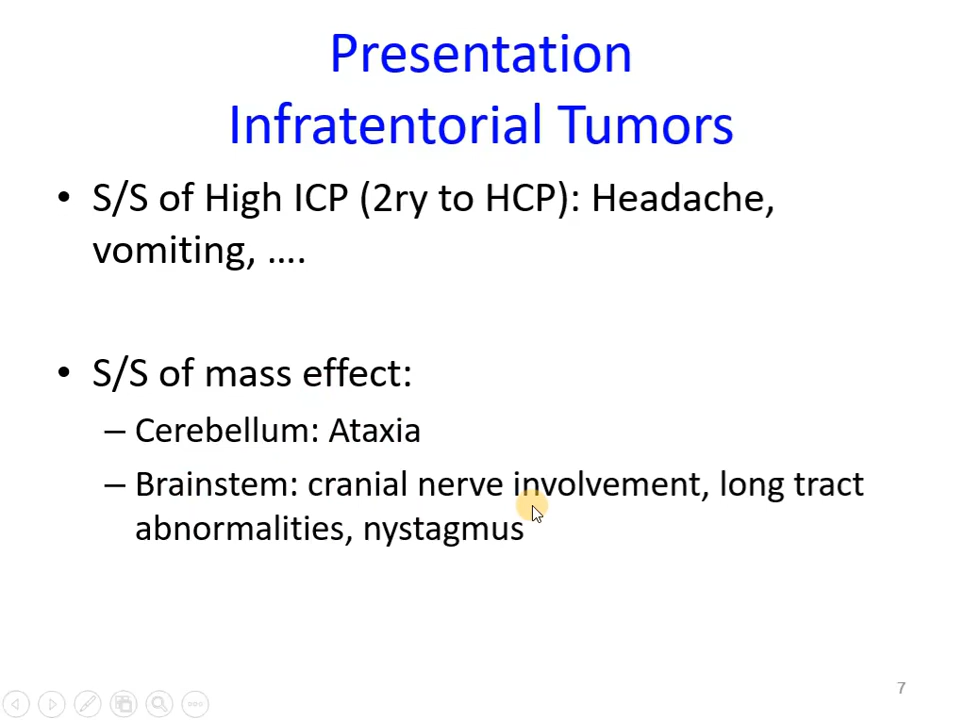 Presentation
Infratentorial Tumors
• S/S of High ICP (2ry to HCP): Headache,
vomiting, ….
• S/S of mass effect:
– Cerebellum: Ataxia
– Brainstem: cranial nerve involvement, long tract
abnormalities, nystagmus
7